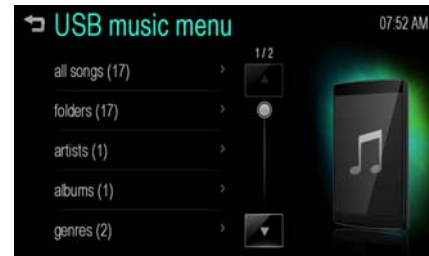 USB music menu
07:52 AM
1/2
all songs (17)
folders (17)
artists (1)
albums (1)
genres (2)